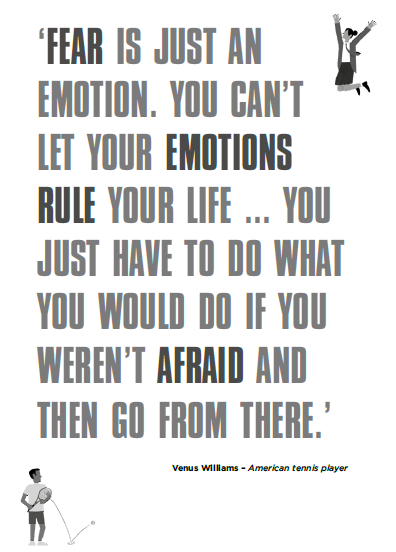 ‘FEAR IS JUST AN
EMOTION. YOU CAN’T
LET YOUR EMOTIONS
RULE YOUR LIFE ... YOU
JUST HAVE TO DO WHAT
YOU WOULD DO IF YOU
WEREN’T AFRAID AND
THEN GO FROM THERE.’
Venus Williams – American tennis player